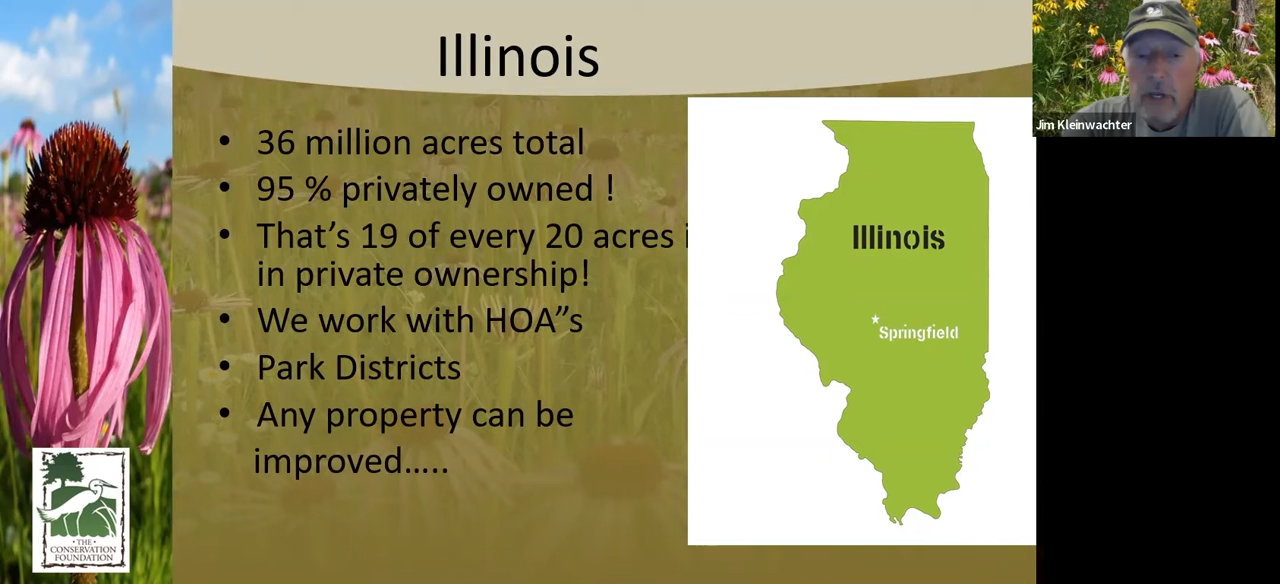 Illinois
• 36 million acres total
• 95 % privately owned !
• That’s 19 of every 20 acres i
in private ownership!
• We work with HOA”s
• Park Districts
• Any property can be
improved…..
Illinois
Springfield
Jim Kleinwachter
• THE •
CONSERVATION
FOUNDATION